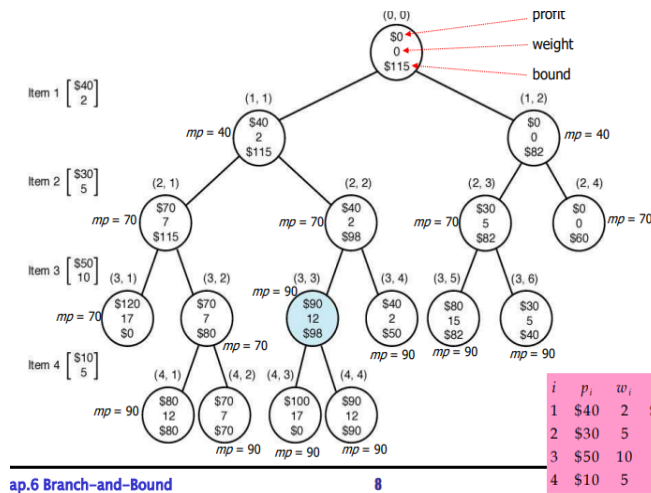 (0, 0)
profit
$0
weight
0
bound
$115
Item 1 [$40 2]
(1, 1)
(1, 2)
mp = 40
$40
2
$115
$0
0
$82
mp = 40
Item 2 [$30 5]
(2, 1)
(2, 2)
(2, 3)
(2, 4)
mp = 70
$70
7
$115
mp = 70
$40
2
$98
mp = 70
$30
5
$82
$0
0
$60
mp = 70
Item 3 [$50 10]
(3, 1)
(3, 2)
(3, 3)
(3, 4)
(3, 5)
(3, 6)
mp = 70
$120
17
$0
$70
7
$80
mp = 70
mp = 90
$90
12
$98
$40
2
$50
mp = 90
$80
15
$82
mp = 90
$30
5
$40
mp = 90
Item 4 [$10 5]
(4, 1)
(4, 2)
(4, 3)
(4, 4)
mp = 90
$80
12
$80
$70
7
$70
mp = 90
$100
17
$0
mp = 90
$90
12
$90
mp = 90
i pi wi
1 $40 2
2 $30 5
3 $50 10
4 $10 5
ap.6 Branch-and-Bound
8